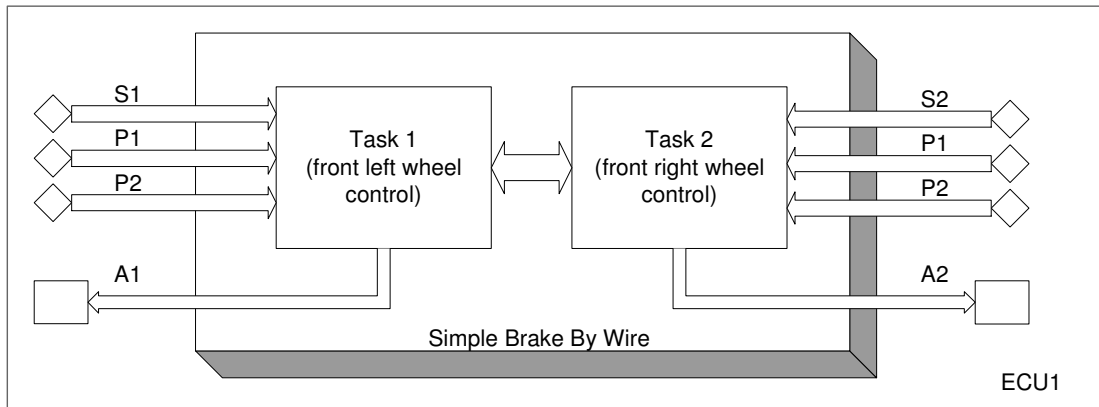 S1
P1
P2
A1
Task 1
(front left wheel
control)
Task 2
(front right wheel
control)
S2
P1
P2
A2
Simple Brake By Wire
ECU1